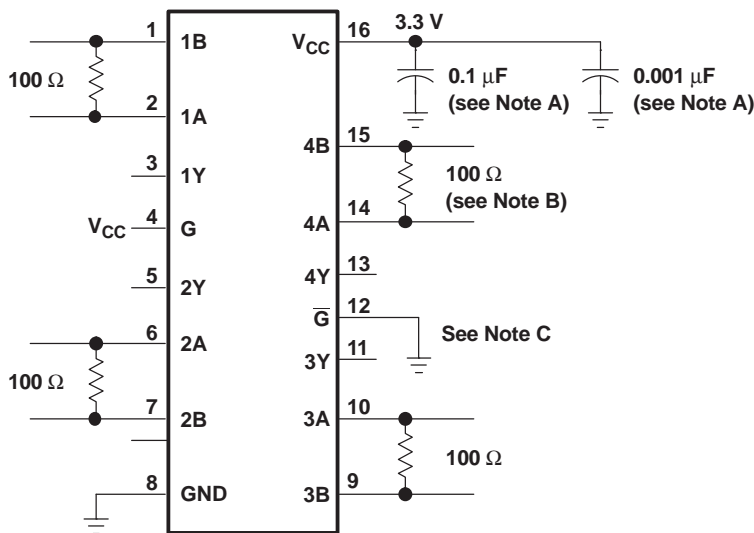 1
1B
100 Ω
2
1A
3
1Y
VCC
4
G
5
2Y
6
2A
100 Ω
7
2B
8
GND
VCC
16
3.3 V
0.1 µF
(see Note A)
0.001 µF
(see Note A)
4B
15
100 Ω
(see Note B)
4A
14
4Y
13
G̅
12
See Note C
3Y
11
3A
10
100 Ω
3B
9